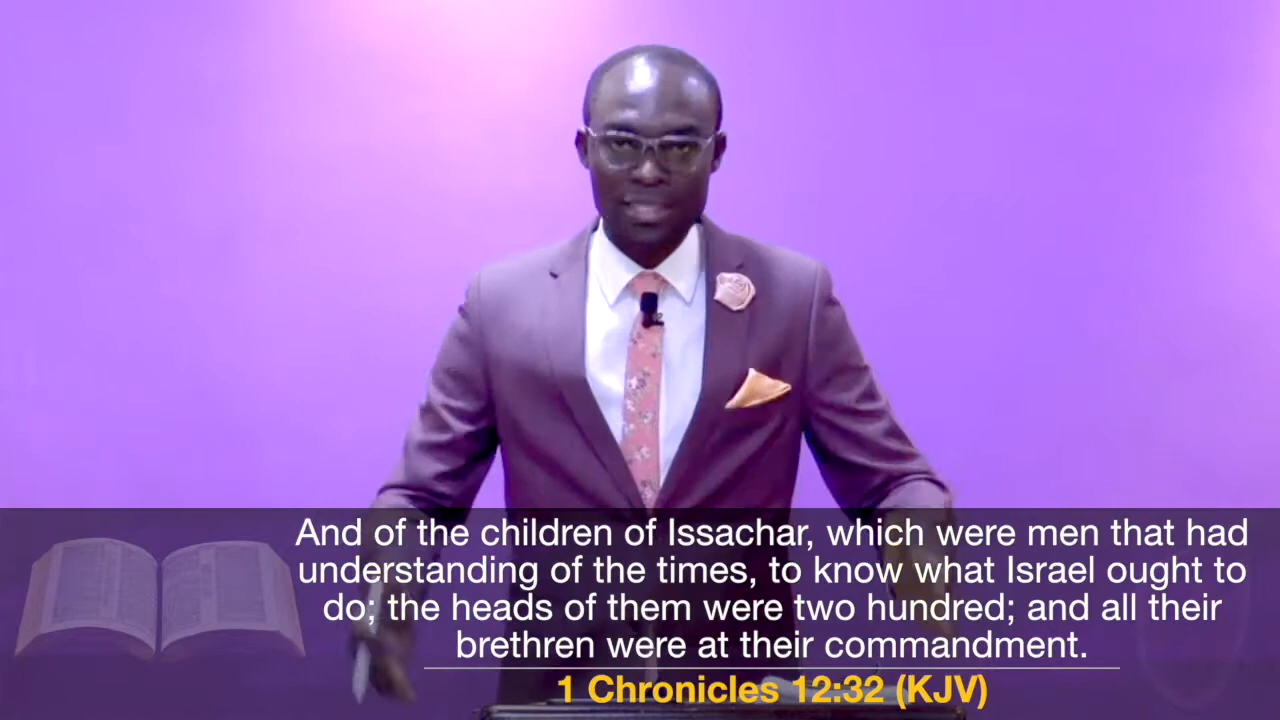 And of the children of Issachar, which were men that had
understanding of the times, to know what Israel ought to
do; the heads of them were two hundred; and all their
brethren were at their commandment.
1 Chronicles 12:32 (KJV)